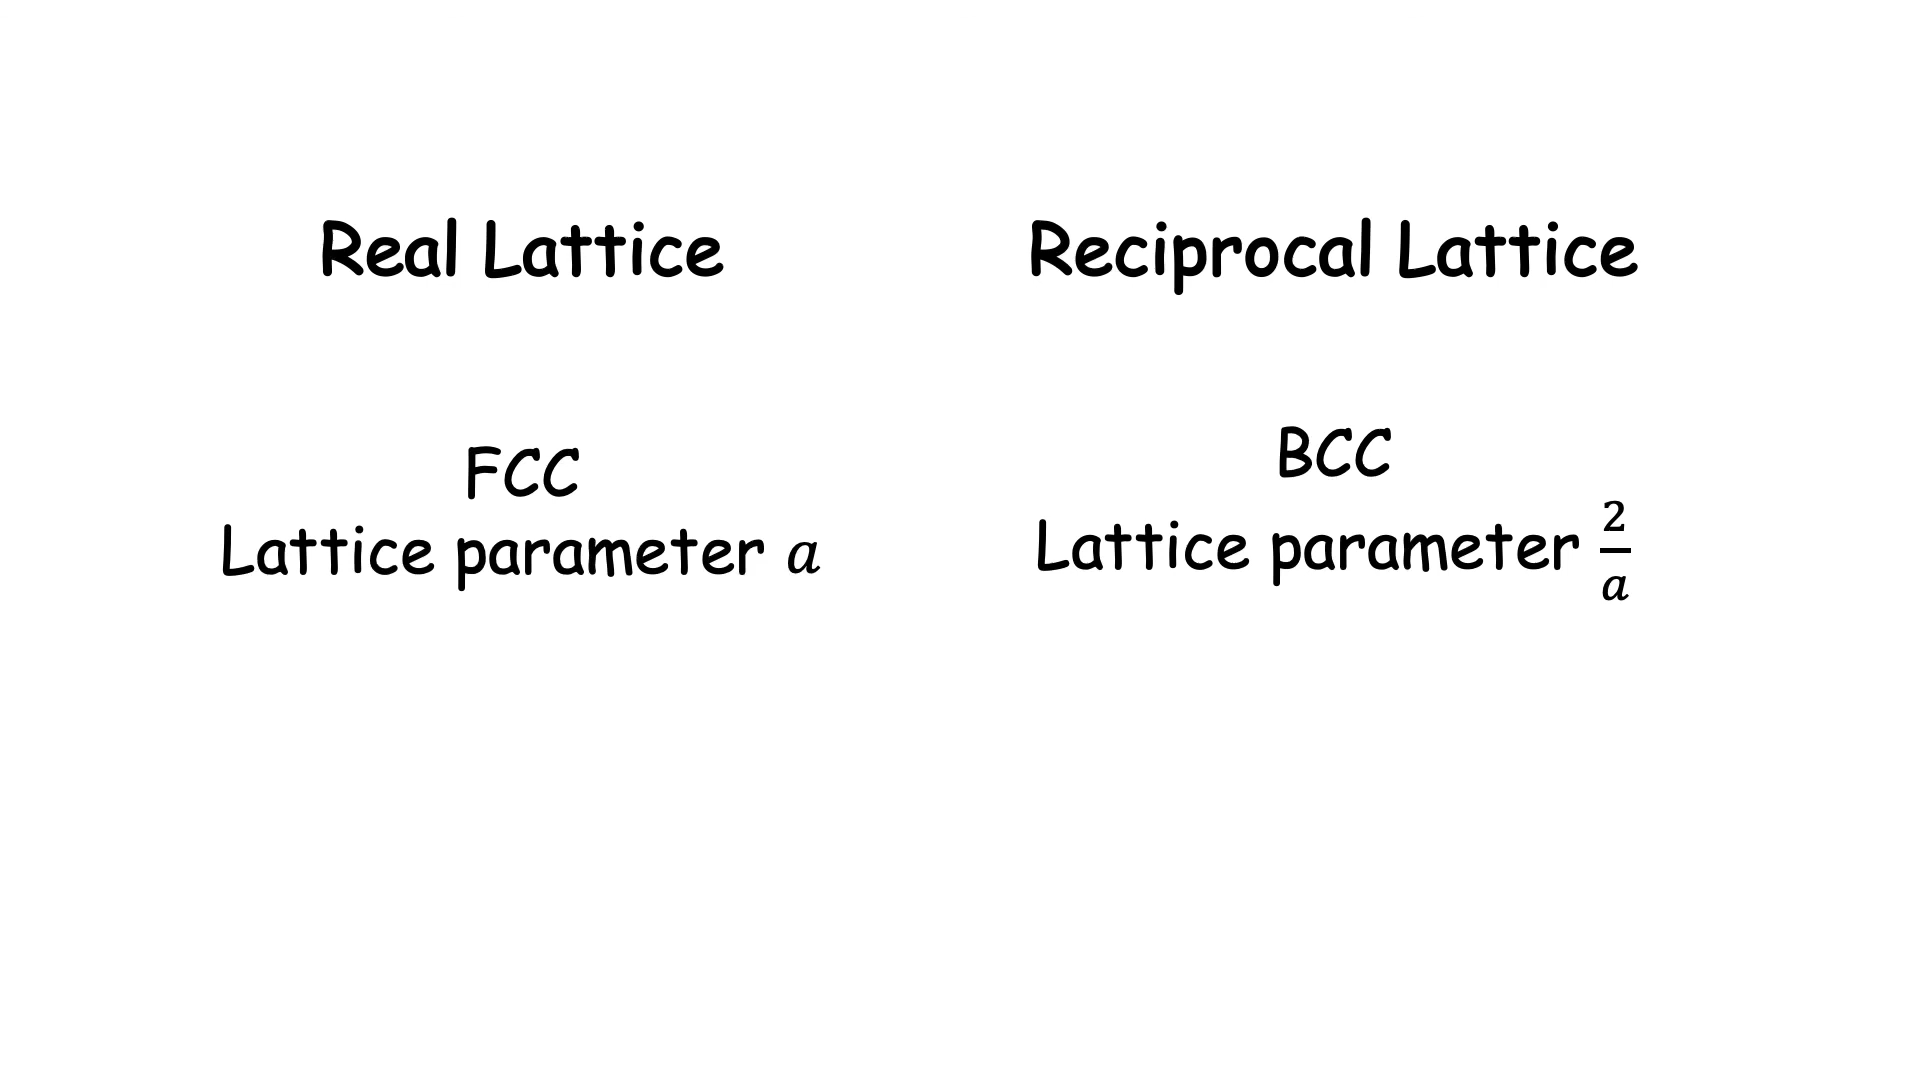 Real Lattice
FCC
Lattice parameter a
Reciprocal Lattice
BCC
Lattice parameter 2/a